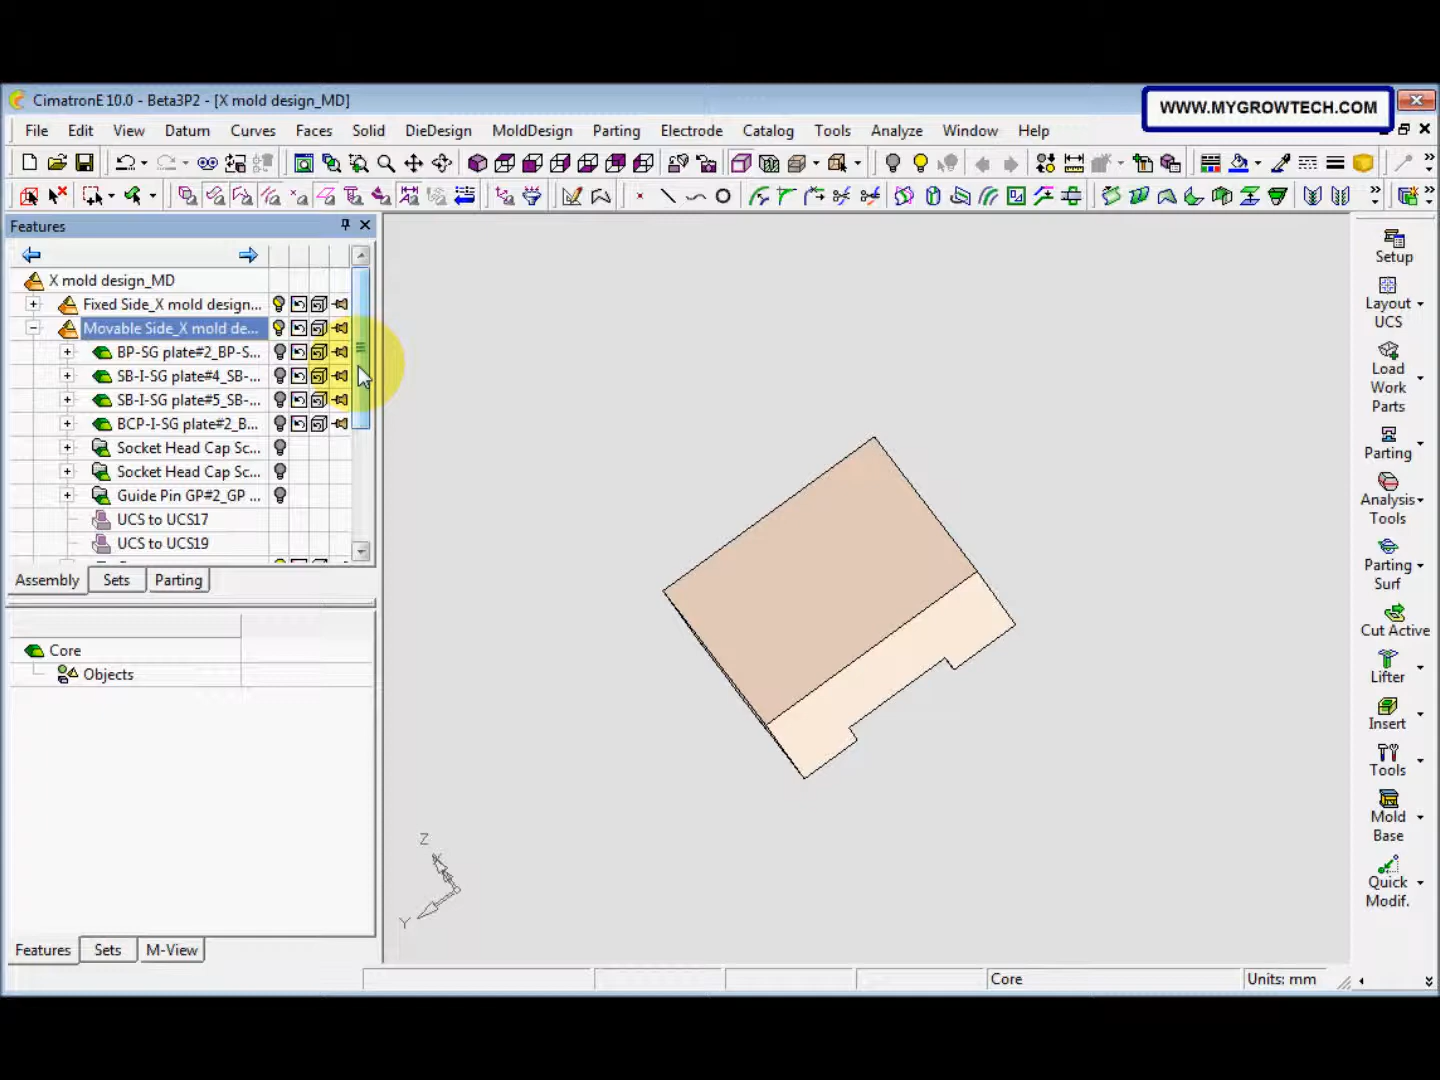 CimatronE 10.0 - Beta3P2 - [X mold design_MD]
WWW.MYGROWTECH.COM
File Edit View Datum Curves Faces Solid DieDesign MoldDesign Parting Electrode Catalog Tools Analyze Window Help
Features
X mold design_MD
Fixed Side_X mold design...
Movable Side_X mold de...
BP-SG plate#2_BP-S...
SB-I-SG plate#4_SB-...
SB-I-SG plate#5_SB-...
BCP-I-SG plate#2_B...
Socket Head Cap Sc...
Socket Head Cap Sc...
Guide Pin GP#2_GP ...
UCS to UCS17
UCS to UCS19
Assembly Sets Parting
Core
Objects
Features Sets M-View
Z
Y
Setup
Layout
UCS
Load
Work
Parts
Parting
Analysis
Tools
Parting
Surf
Cut Active
Lifter
Insert
Tools
Mold
Base
Quick
Modif.
Core
Units: mm